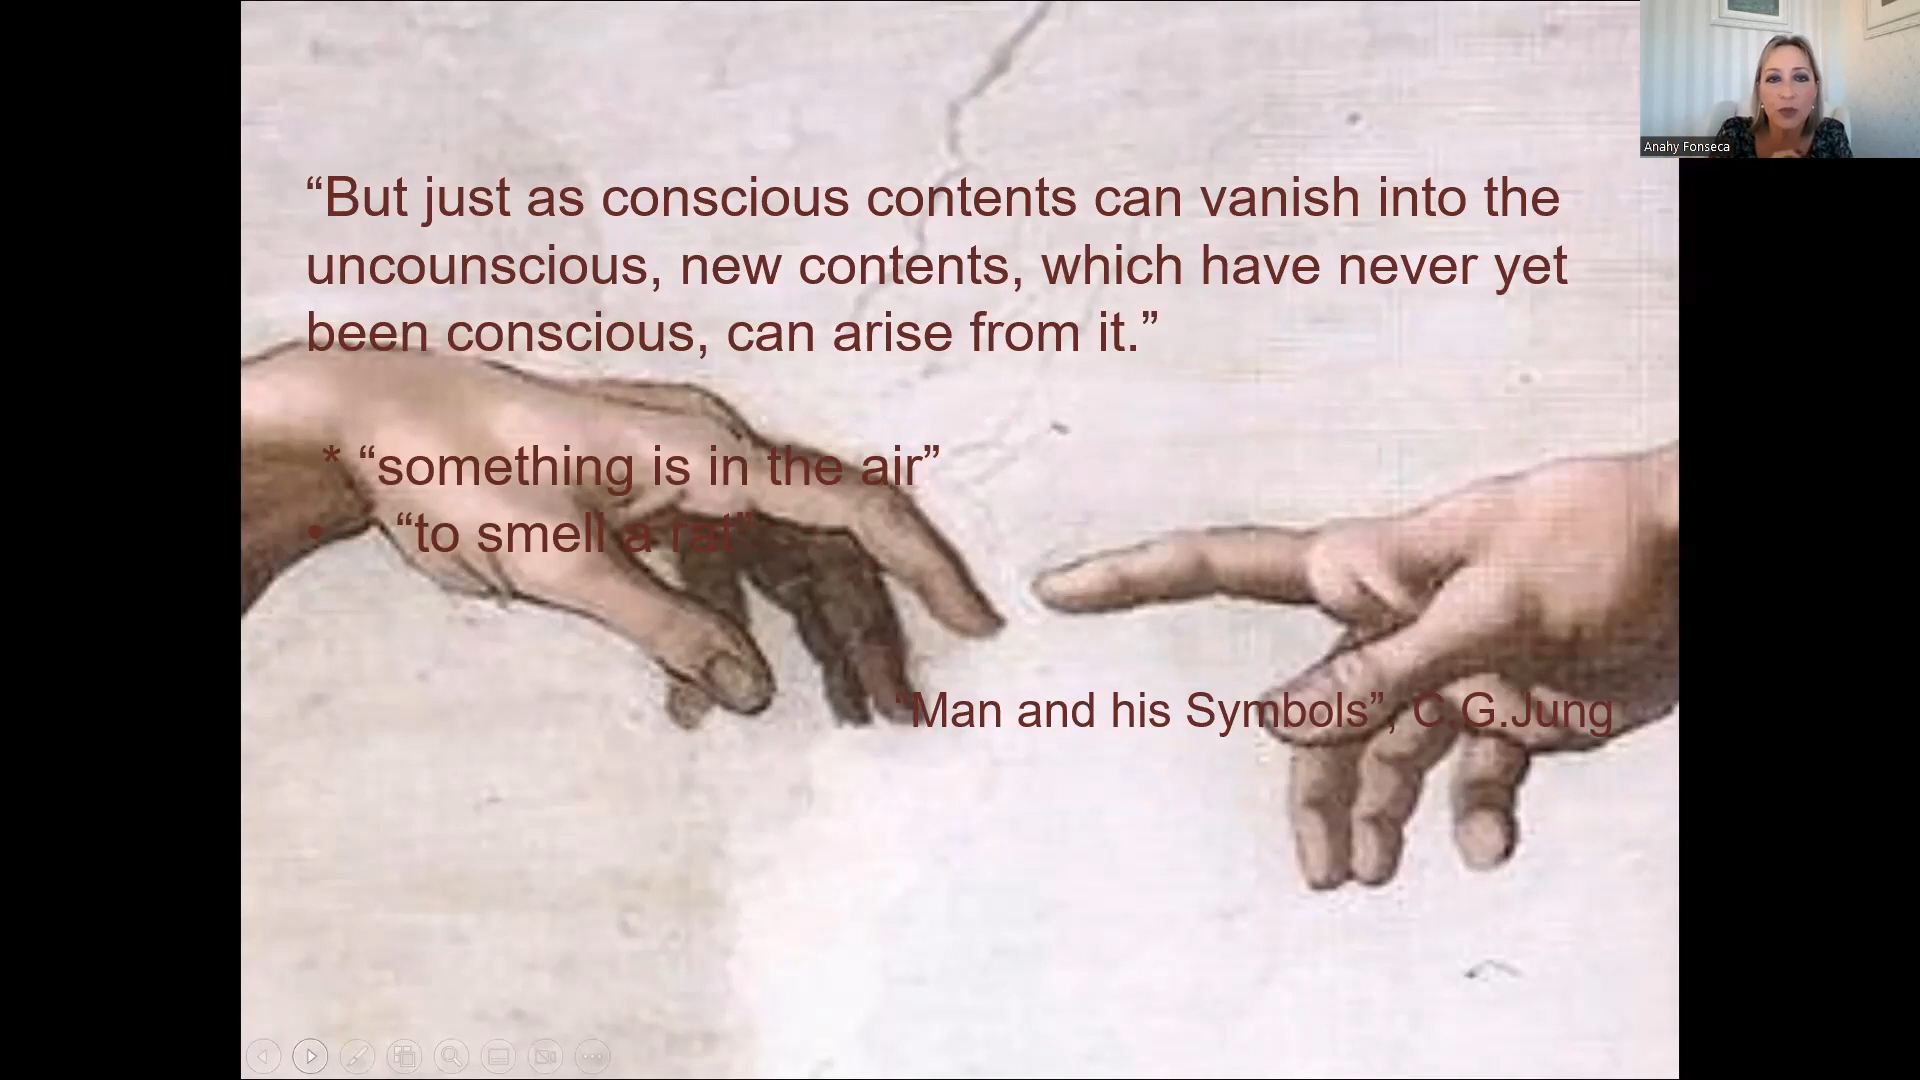 “But just as conscious contents can vanish into the
uncounscious, new contents, which have never yet
been conscious, can arise from it.”
* “something is in the air”
• “to smell a rat”
“Man and his Symbols”, C.G.Jung
Anahy Fonseca